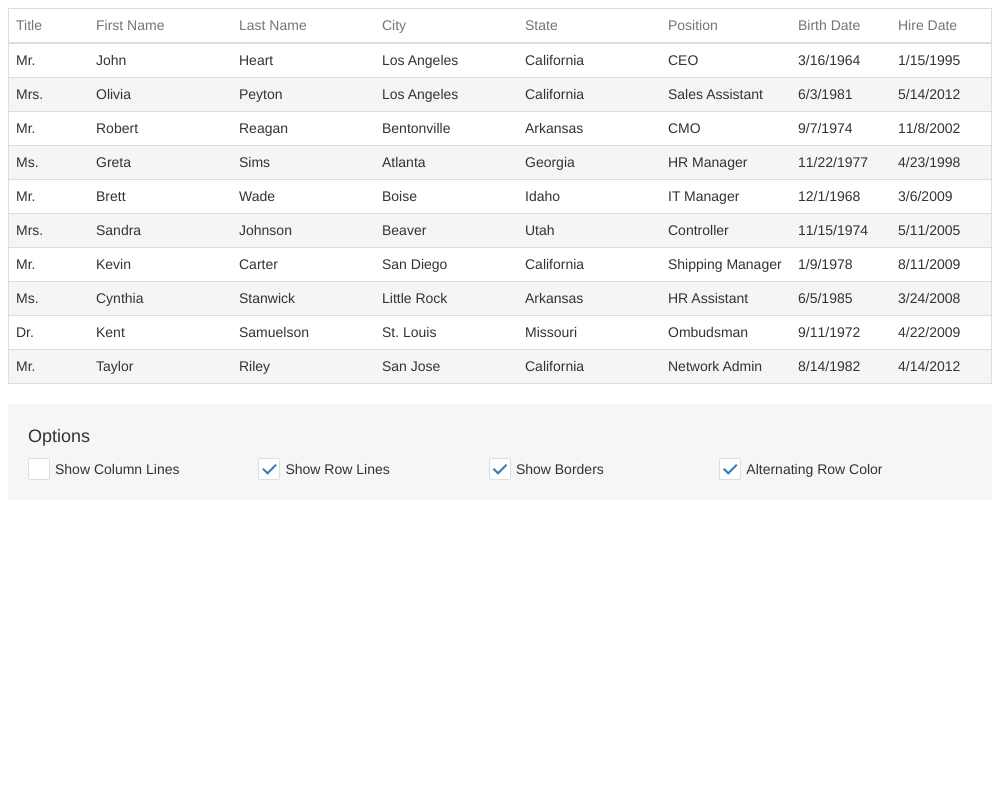 Title First Name Last Name City State Position Birth Date Hire Date
Mr. John Heart Los Angeles California CEO 3/16/1964 1/15/1995
Mrs. Olivia Peyton Los Angeles California Sales Assistant 6/3/1981 5/14/2012
Mr. Robert Reagan Bentonville Arkansas CMO 9/7/1974 11/8/2002
Ms. Greta Sims Atlanta Georgia HR Manager 11/22/1977 4/23/1998
Mr. Brett Wade Boise Idaho IT Manager 12/1/1968 3/6/2009
Mrs. Sandra Johnson Beaver Utah Controller 11/15/1974 5/11/2005
Mr. Kevin Carter San Diego California Shipping Manager 1/9/1978 8/11/2009
Ms. Cynthia Stanwick Little Rock Arkansas HR Assistant 6/5/1985 3/24/2008
Dr. Kent Samuelson St. Louis Missouri Ombudsman 9/11/1972 4/22/2009
Mr. Taylor Riley San Jose California Network Admin 8/14/1982 4/14/2012
Options
Show Column Lines Show Row Lines Show Borders Alternating Row Color